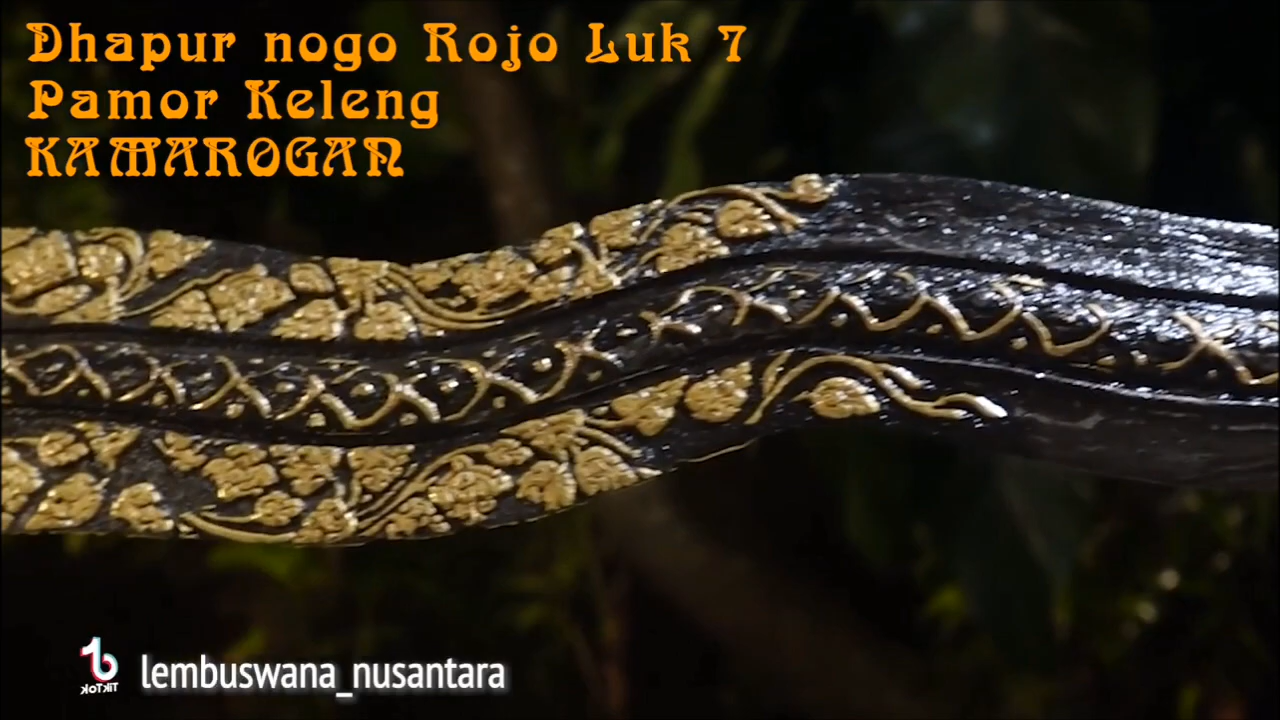 Dhapur nogo Rojo Luk 7
Pamor Keleng
KAMAROGAN
TikTok
lembuswana_nusantara